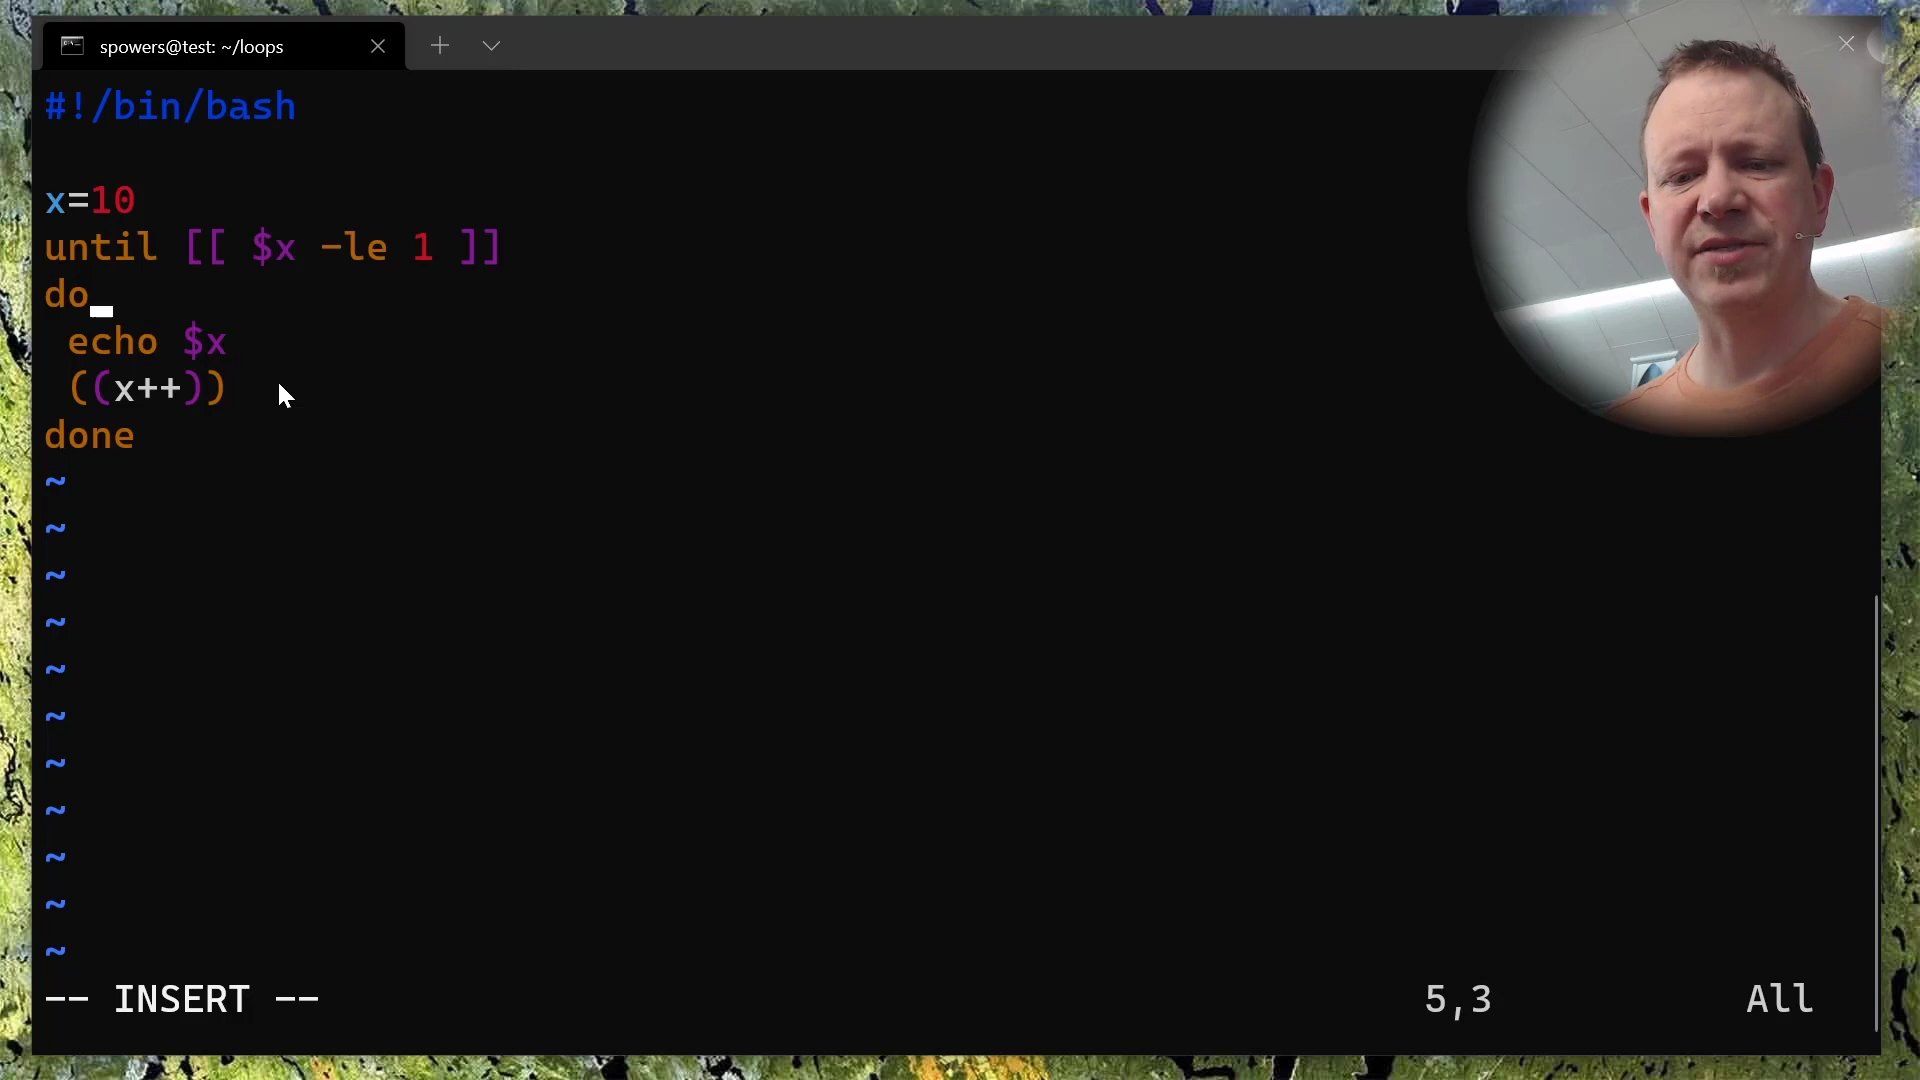 spowers@test: ~/loops
#!/bin/bash
x=10
until [[ $x -le 1 ]]
do
echo $x
((x++))
done
~
~
~
~
~
~
~
~
~
~
~
-- INSERT -- 5,3 All